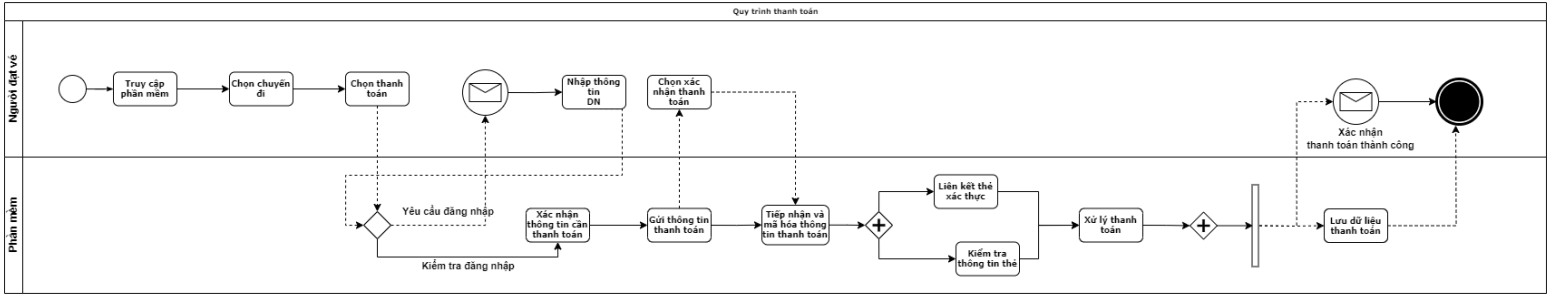 Quy trình thanh toán
Người đặt vé
Truy cập
phần mềm
Chọn chuyến
đi
Chọn thanh
toán
Nhập thông
tin
DN
Chọn xác
nhận thanh
toán
Xác nhận
thanh toán thành công
Phần mềm
Yêu cầu đăng nhập
Kiểm tra đăng nhập
Xác nhận
thông tin cần
thanh toán
Gửi thông tin
thanh toán
Tiếp nhận và
mã hóa thông
tin thanh toán
Liên kết thẻ
xác thực
Kiểm tra
thông tin thẻ
Xử lý thanh
toán
Lưu dữ liệu
thanh toán